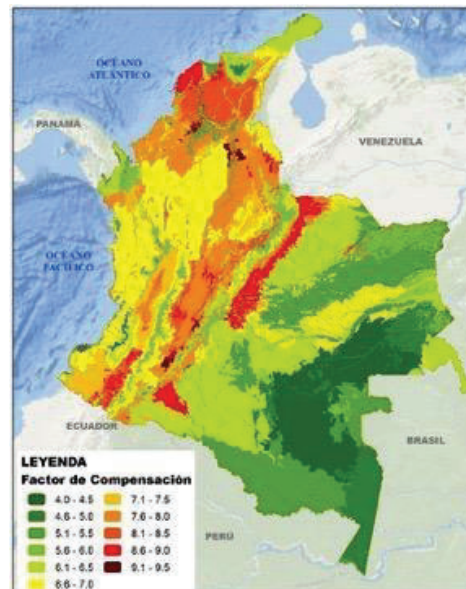 OCÉANO
ATLÁNTICO
PANAMÁ
VENEZUELA
OCÉANO
PACÍFICO
ECUADOR
BRASIL
PERÚ
LEYENDA
Factor de Compensación
4.0 - 4.5
4.6 - 5.0
5.1 - 5.5
5.6 - 6.0
6.1 - 6.5
6.6 - 7.0
7.1 - 7.5
7.6 - 8.0
8.1 - 8.5
8.6 - 9.0
9.1 - 9.5